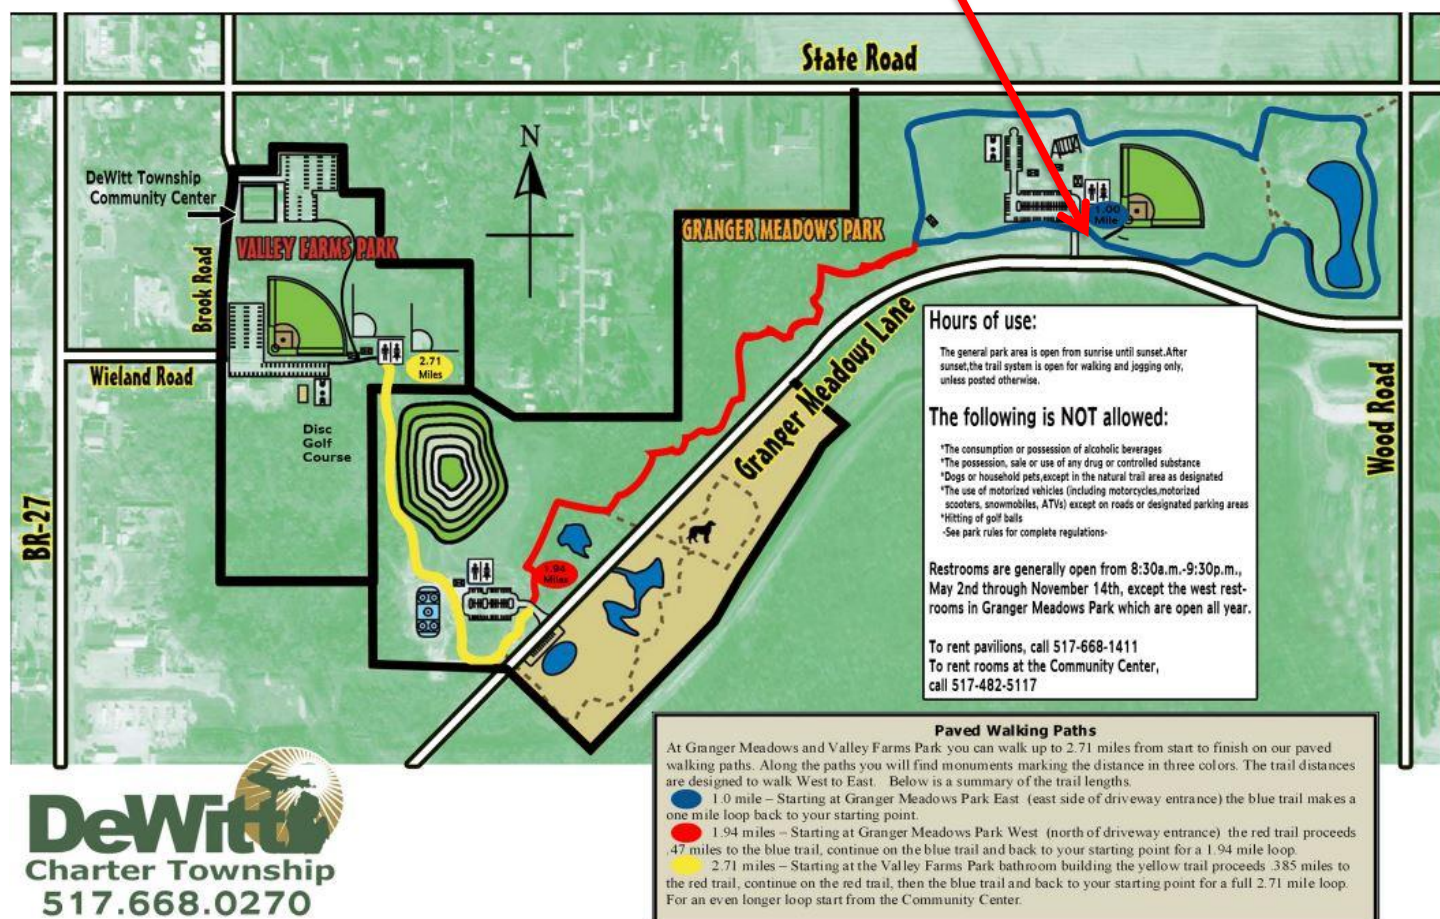 State Road
N
DeWitt Township
Community Center
VALLEY FARMS PARK
GRANGER MEADOWS PARK
1.00
Mile
Brook Road
Wieland Road
2.71
Miles
Disc
Golf
Course
Granger Meadows Lane
BR-27
Wood Road
1.94
Miles
Hours of use:
The general park area is open from sunrise until sunset.After
sunset,the trail system is open for walking and jogging only,
unless posted otherwise.
The following is NOT allowed:
*The consumption or possession of alcoholic beverages
*The possession, sale or use of any drug or controlled substance
*Dogs or household pets,except in the natural trail area as designated
*The use of motorized vehicles (including motorcycles,motorized
scooters, snowmobiles, ATVs) except on roads or designated parking areas
*Hitting of golf balls
-See park rules for complete regulations-
Restrooms are generally open from 8:30a.m.-9:30p.m.,
May 2nd through November 14th, except the west rest-
rooms in Granger Meadows Park which are open all year.
To rent pavilions, call 517-668-1411
To rent rooms at the Community Center,
call 517-482-5117
Paved Walking Paths
At Granger Meadows and Valley Farms Park you can walk up to 2.71 miles from start to finish on our paved
walking paths. Along the paths you will find monuments marking the distance in three colors. The trail distances
are designed to walk West to East. Below is a summary of the trail lengths.
1.0 mile – Starting at Granger Meadows Park East (east side of driveway entrance) the blue trail makes a
one mile loop back to your starting point.
1.94 miles – Starting at Granger Meadows Park West (north of driveway entrance) the red trail proceeds
.47 miles to the blue trail, continue on the blue trail and back to your starting point for a 1.94 mile loop.
2.71 miles – Starting at the Valley Farms Park bathroom building the yellow trail proceeds .385 miles to
the red trail, continue on the red trail, then the blue trail and back to your starting point for a full 2.71 mile loop.
For an even longer loop start from the Community Center.
DeWitt
Charter Township
517.668.0270